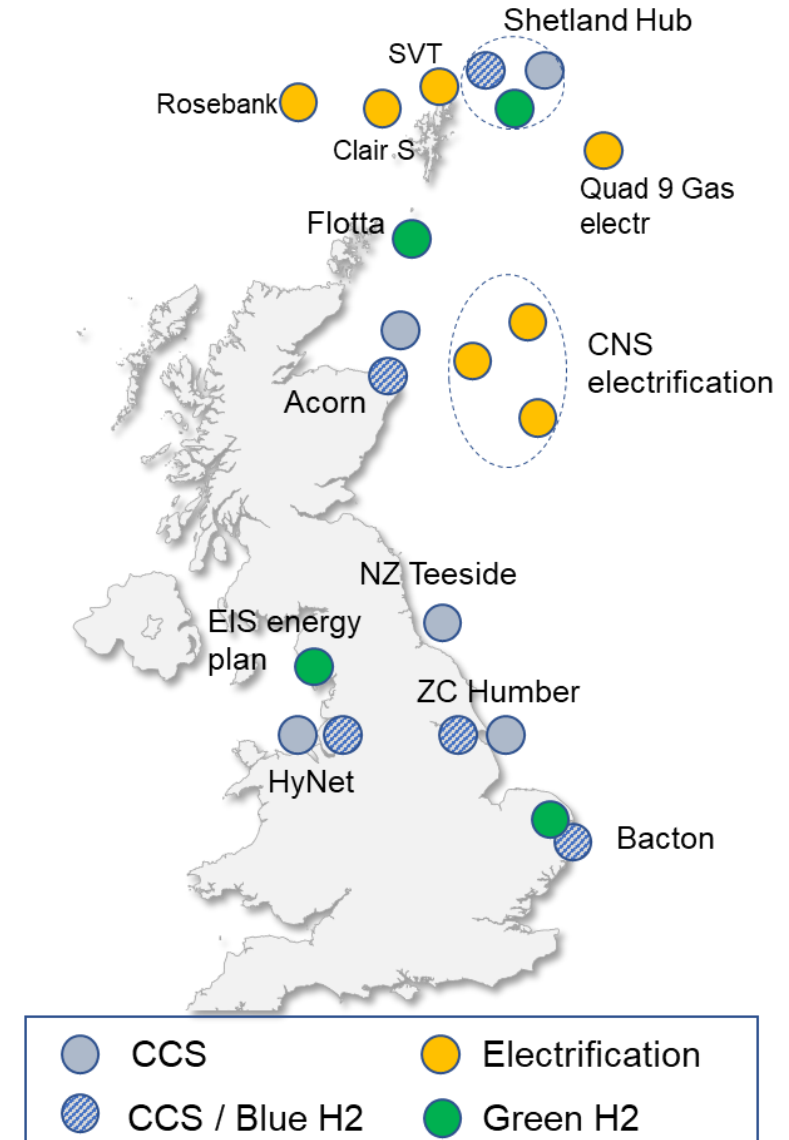 Shetland Hub
SVT
Rosebank
Clair S
Quad 9 Gas
electr
Flotta
CNS
electrification
Acorn
NZ Teeside
EIS energy
plan
ZC Humber
HyNet
Bacton
CCS
Electrification
CCS / Blue H2
Green H2